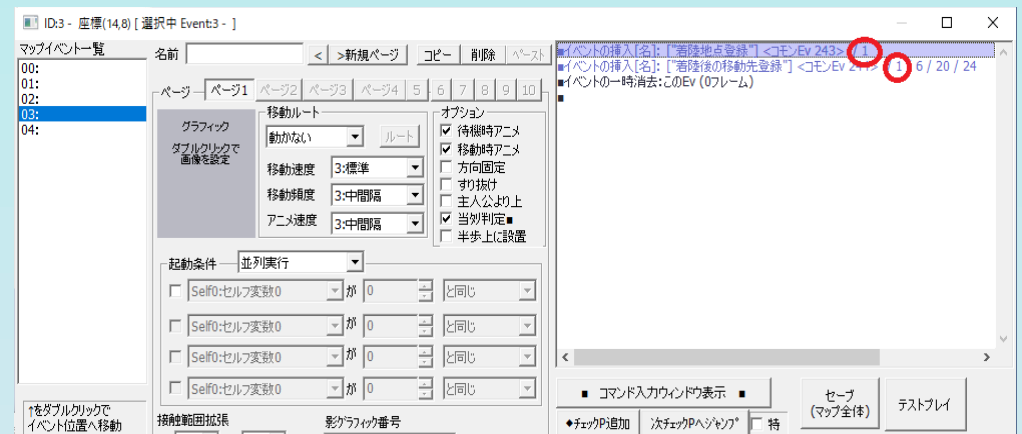 ID:3 - 座標(14,8) [ 選択中 Event:3 - ]
マップイベント一覧
00:
01:
02:
03:
04:
↑をダブルクリックで
イベント位置へ移動
名前
<
>新規ページ
コピー
削除
ペースト
ページ
ページ1 ページ2 ページ3 ページ4 5 6 7 8 9 10
グラフィック
ダブルクリックで
画像を設定
移動ルート
動かない
ルート
移動速度 3:標準
移動頻度 3:中間隔
アニメ速度 3:中間隔
オプション
待機時アニメ
移動時アニメ
方向固定
すり抜け
主人公より上
当り判定■
半歩上に設置
起動条件 並列実行
Self0:セルフ変数0 が 0 と同じ
Self0:セルフ変数0 が 0 と同じ
Self0:セルフ変数0 が 0 と同じ
Self0:セルフ変数0 が 0 と同じ
接触範囲拡張
影グラフィック番号
■イベントの挿入[名]: ["着陸地点登録"] <コモンEv 243> / 1
■イベントの挿入[名]: ["着陸後の移動先登録"] <コモンEv 244> / 1 / 6 / 20 / 24
■イベントの一時消去:このEv (0フレーム)
■
■ コマンド入力ウィンドウ表示 ■
◆チェックP追加
次チェックPへジャンプ
特
セーブ
(マップ全体)
テストプレイ